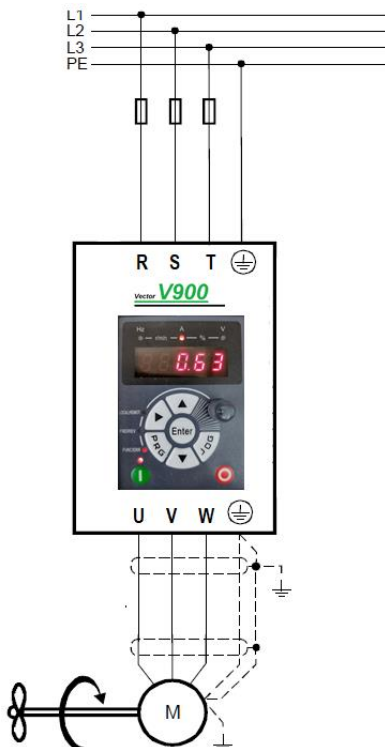 L1
L2
L3
PE
R S T
Vector V900
Hz A V
0.63
Enter
PRG JOG
U V W
M